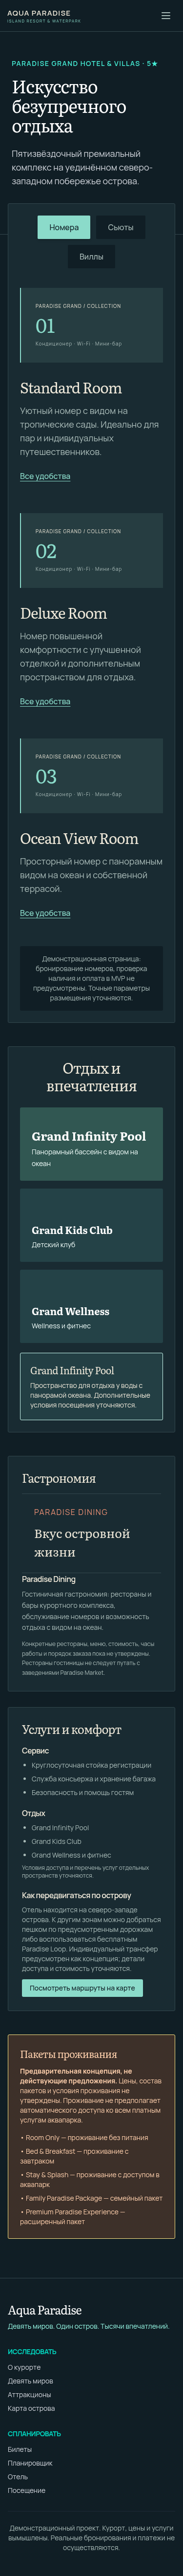 AQUA PARADISE
ISLAND RESORT & WATERPARK
PARADISE GRAND HOTEL & VILLAS · 5★
Искусство
безупречного
отдыха
Пятизвёздочный премиальный
комплекс на уединённом северо-
западном побережье острова.
Номера
Сьюты
Виллы
PARADISE GRAND / COLLECTION
01
Кондиционер · Wi-Fi · Мини-бар
Standard Room
Уютный номер с видом на
тропические сады. Идеально для
пар и индивидуальных
путешественников.
Все удобства
PARADISE GRAND / COLLECTION
02
Кондиционер · Wi-Fi · Мини-бар
Deluxe Room
Номер повышенной
комфортности с улучшенной
отделкой и дополнительным
пространством для отдыха.
Все удобства
PARADISE GRAND / COLLECTION
03
Кондиционер · Wi-Fi · Мини-бар
Ocean View Room
Просторный номер с панорамным
видом на океан и собственной
террасой.
Все удобства
Демонстрационная страница:
бронирование номеров, проверка
наличия и оплата в MVP не
предусмотрены. Точные параметры
размещения уточняются.
Отдых и
впечатления
Grand Infinity Pool
Панорамный бассейн с видом на
океан
Grand Kids Club
Детский клуб
Grand Wellness
Wellness и фитнес
Grand Infinity Pool
Пространство для отдыха у воды с
панорамой океана. Дополнительные
условия посещения уточняются.
Гастрономия
PARADISE DINING
Вкус островной
жизни
Paradise Dining
Гостиничная гастрономия: рестораны и
бары курортного комплекса,
обслуживание номеров и возможность
отдыха с видом на океан.
Конкретные рестораны, меню, стоимость, часы
работы и порядок заказа пока не утверждены.
Рестораны гостиницы не следует путать с
заведениями Paradise Market.
Услуги и комфорт
Сервис
• Круглосуточная стойка регистрации
• Служба консьержа и хранение багажа
• Безопасность и помощь гостям
Отдых
• Grand Infinity Pool
• Grand Kids Club
• Grand Wellness и фитнес
Условия доступа и перечень услуг отдельных
пространств уточняются.
Как передвигаться по острову
Отель находится на северо-западе
острова. К другим зонам можно добраться
пешком по предусмотренным дорожкам
либо воспользоваться бесплатным
Paradise Loop. Индивидуальный трансфер
предусмотрен как концепция; детали
доступа и стоимость уточняются.
Посмотреть маршруты на карте
Пакеты проживания
Предварительная концепция, не
действующие предложения. Цены, состав
пакетов и условия проживания не
утверждены. Проживание не предполагает
автоматического доступа ко всем платным
услугам аквапарка.
• Room Only — проживание без питания
• Bed & Breakfast — проживание с
завтраком
• Stay & Splash — проживание с доступом в
аквапарк
• Family Paradise Package — семейный пакет
• Premium Paradise Experience —
расширенный пакет
Aqua Paradise
Девять миров. Один остров. Тысячи впечатлений.
ИССЛЕДОВАТЬ
О курорте
Девять миров
Аттракционы
Карта острова
СПЛАНИРОВАТЬ
Билеты
Планировщик
Отель
Посещение
Демонстрационный проект. Курорт, цены и услуги
вымышлены. Реальные бронирования и платежи не
осуществляются.